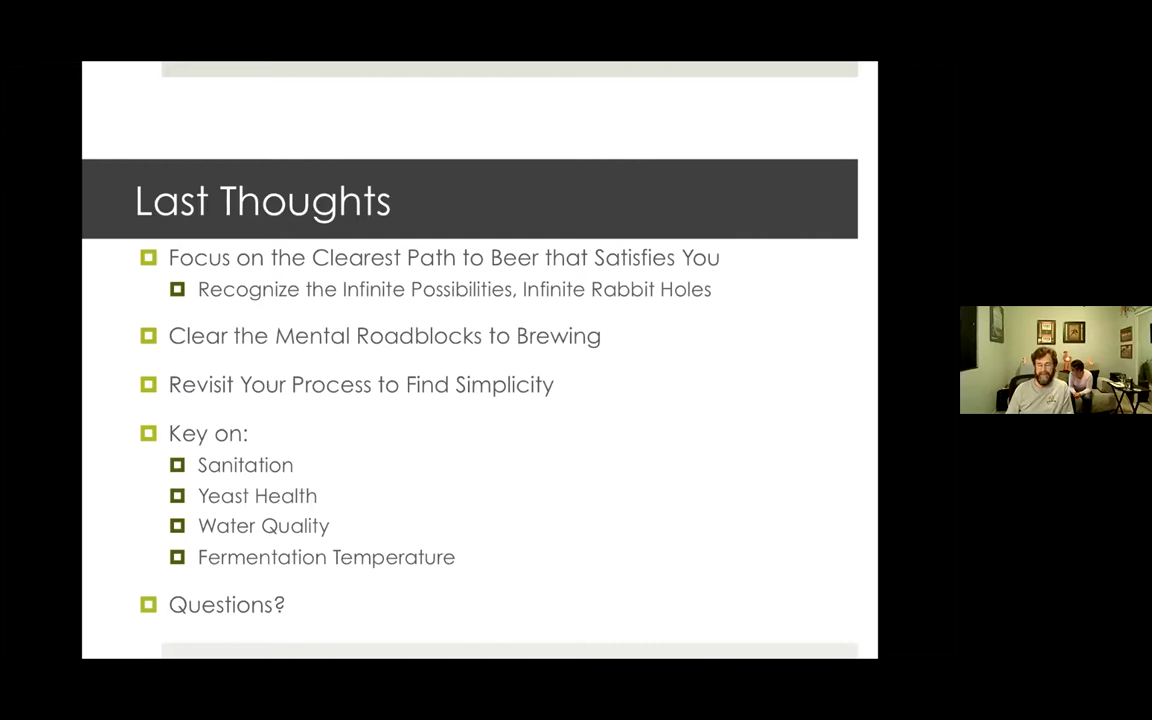 Last Thoughts
Focus on the Clearest Path to Beer that Satisfies You
Recognize the Infinite Possibilities, Infinite Rabbit Holes
Clear the Mental Roadblocks to Brewing
Revisit Your Process to Find Simplicity
Key on:
Sanitation
Yeast Health
Water Quality
Fermentation Temperature
Questions?